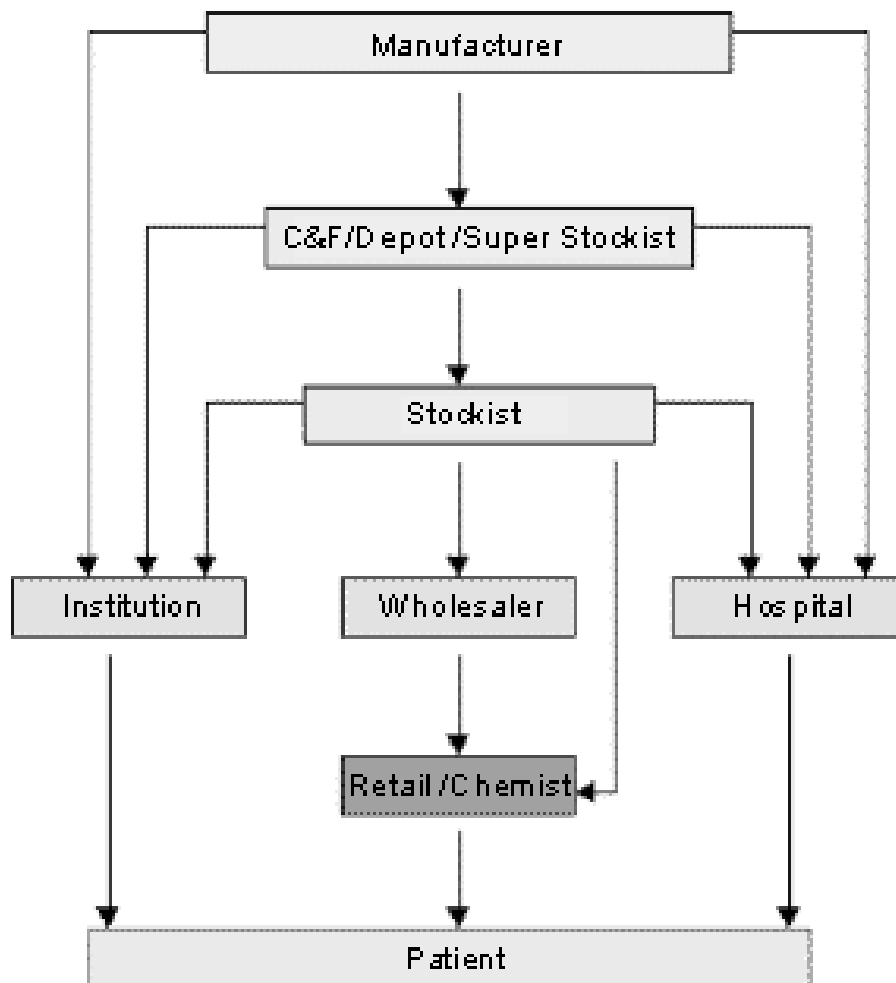 Manufacturer
C&F/Depot/Super Stockist
Stockist
Institution
Wholesaler
Hospital
Retail/Chemist
Patient